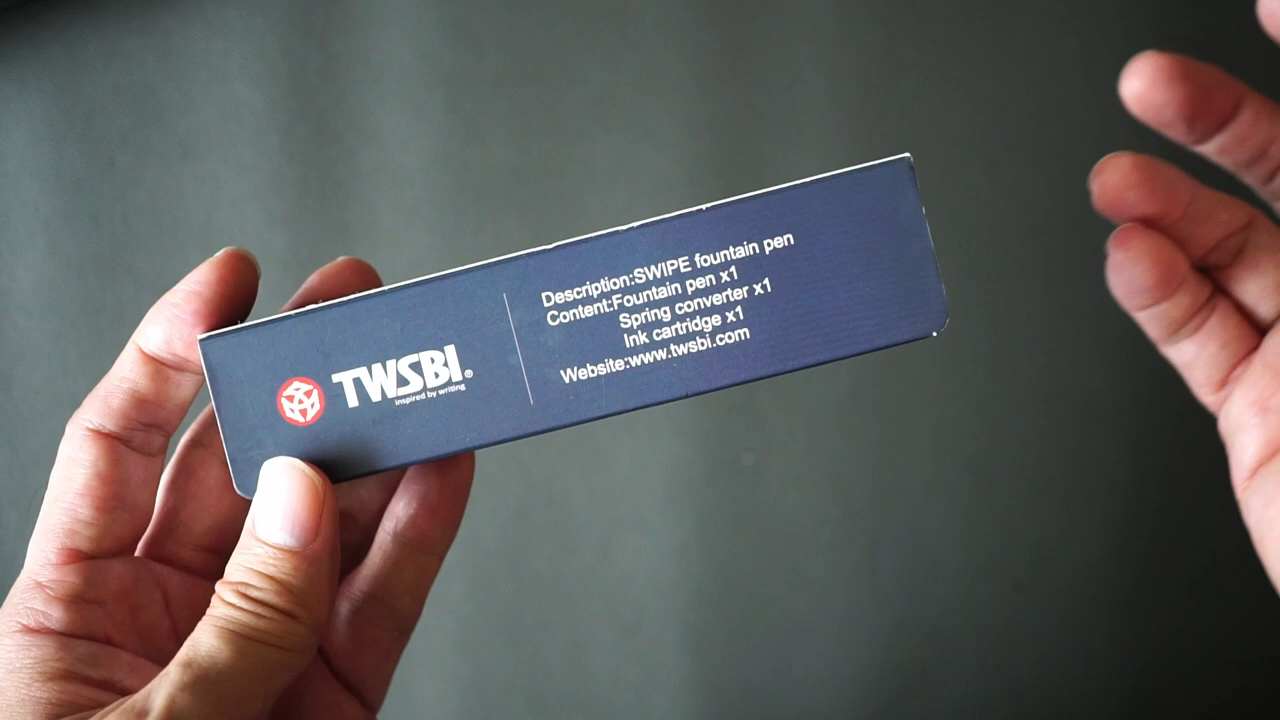 TWSBI®
inspired by writing
Description:SWIPE fountain pen
Content:Fountain pen x1
Spring converter x1
Ink cartridge x1
Website:www.twsbi.com